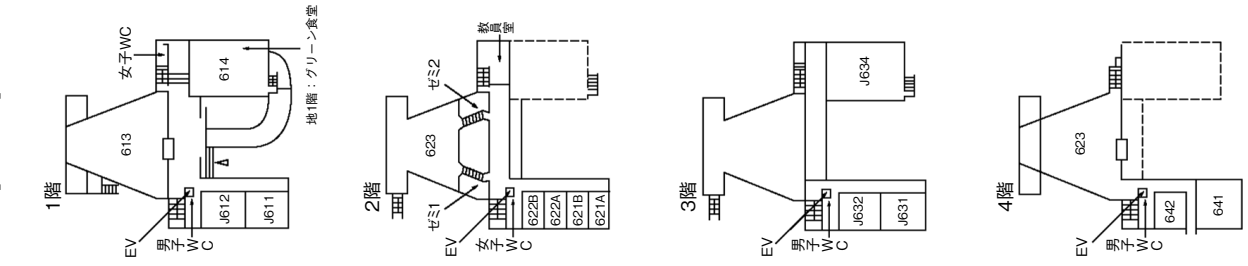 1階
613
女子WC
614
地1階：グリーン食堂
EV
男子WC
J612
J611
2階
623
ゼミ1
ゼミ2
教員室
EV
女子WC
622B
622A
621B
621A
3階
J634
EV
男子WC
J632
J631
4階
623
EV
男子WC
642
641